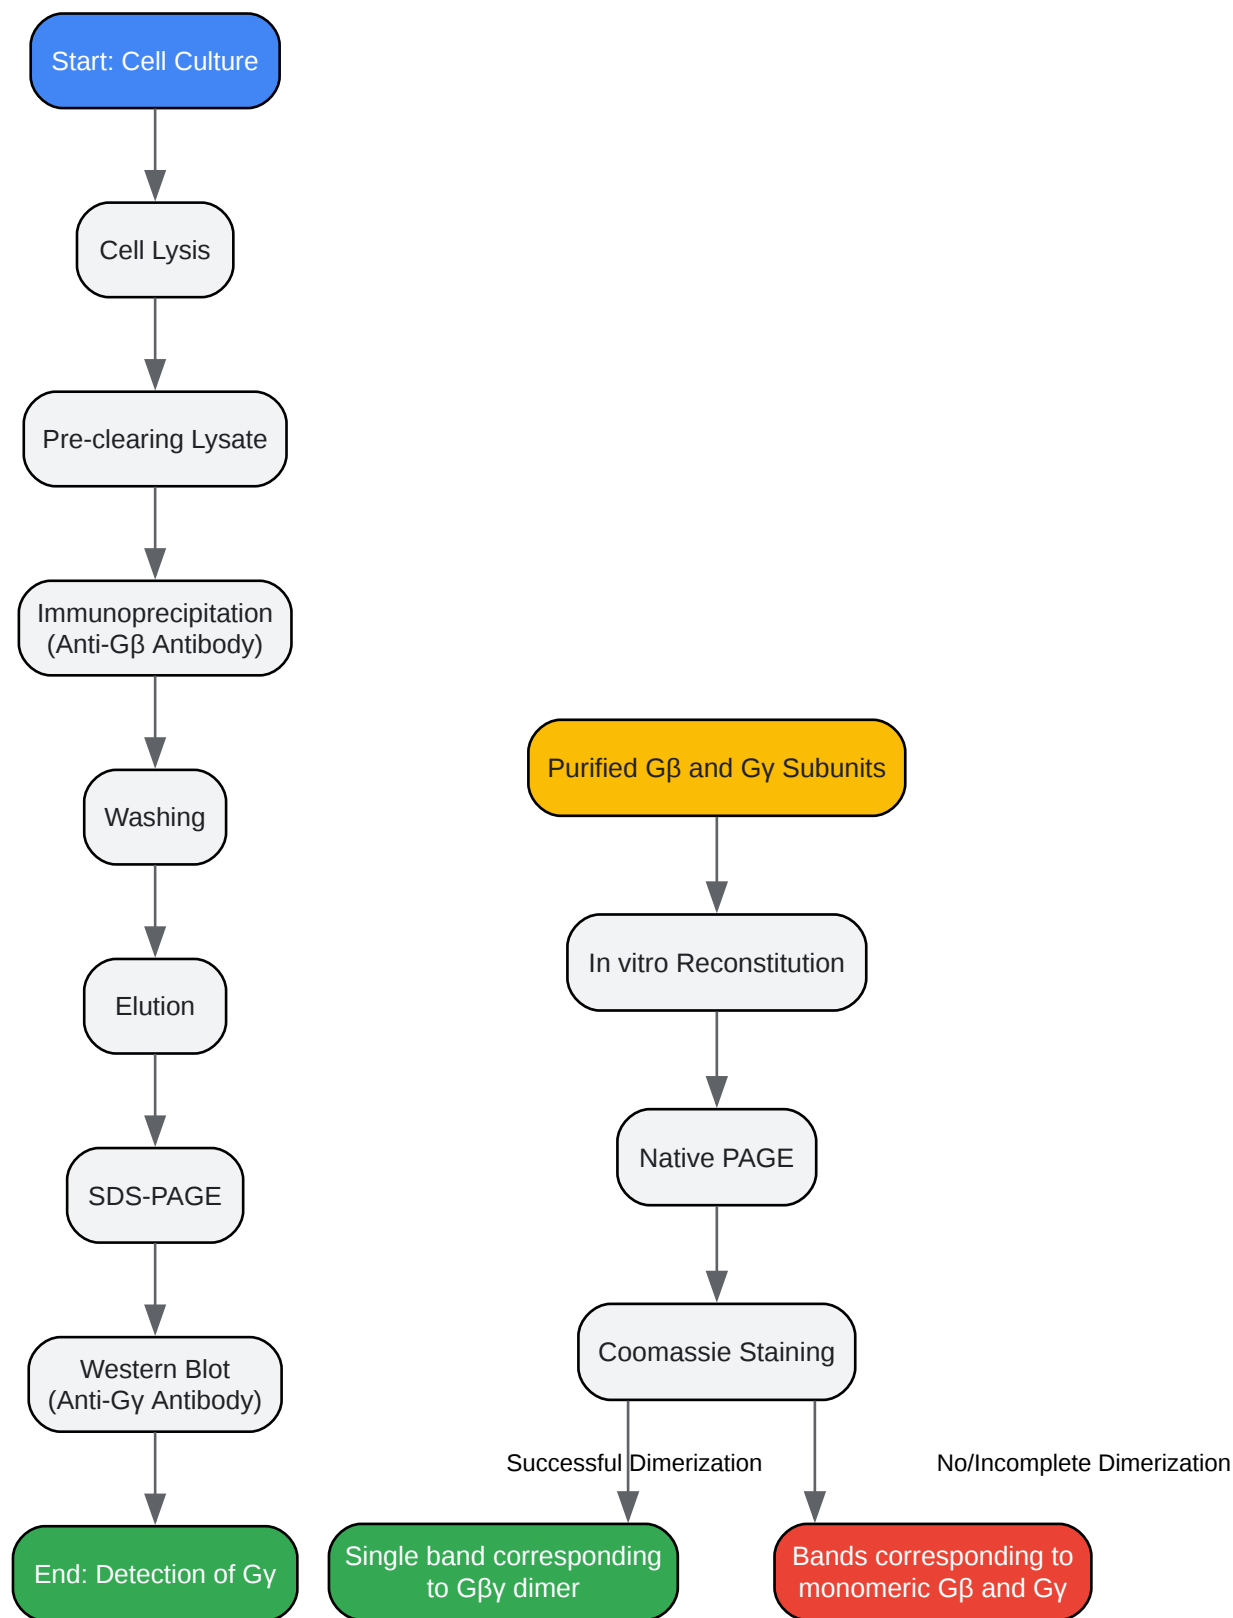 Start: Cell Culture
Cell Lysis
Pre-clearing Lysate
Immunoprecipitation
(Anti-Gβ Antibody)
Washing
Elution
SDS-PAGE
Western Blot
(Anti-Gγ Antibody)
End: Detection of Gγ
Purified Gβ and Gγ Subunits
In vitro Reconstitution
Native PAGE
Coomassie Staining
Successful Dimerization
No/Incomplete Dimerization
Single band corresponding
to Gβγ dimer
Bands corresponding to
monomeric Gβ and Gγ